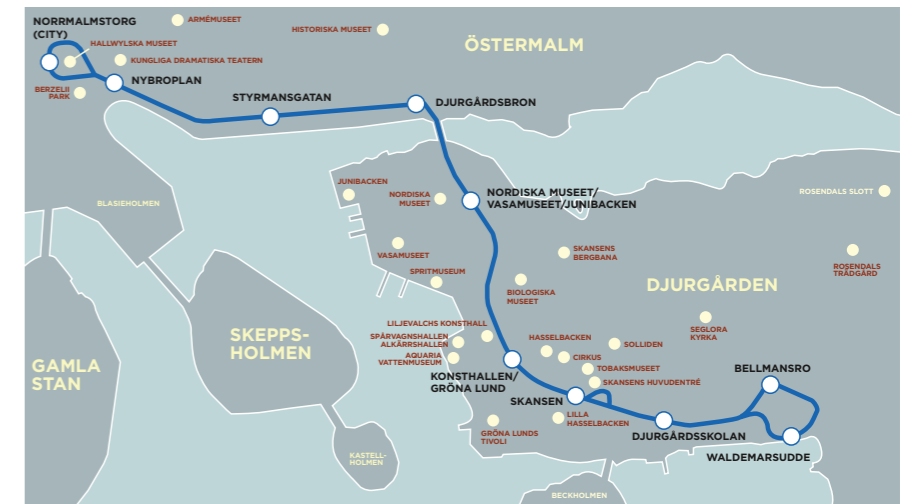 NORRMALMSTORG
(CITY)
ARMÉMUSEET
HISTORISKA MUSEET
HALLWYLSKA MUSEET
KUNGLIGA DRAMATISKA TEATERN
ÖSTERMALM
NYBROPLAN
BERZELII
PARK
STYRMANSGATAN
DJURGÅRDSBRON
JUNIBACKEN
NORDISKA
MUSEET
NORDISKA MUSEET/
VASAMUSEET/JUNIBACKEN
ROSENDALS SLOTT
BLASIEHOLMEN
VASAMUSEET
SKANSENS
BERGBANA
ROSENDALS
TRÄDGÅRD
SPRITMUSEUM
BIOLOGISKA
MUSEET
DJURGÅRDEN
SKEPPS-
HOLMEN
LILJEVALCHS KONSTHALL
SPÅRVAGNSHALLEN
ALKÄRRSHALLEN
AQUARIA
VATTENMUSEUM
HASSELBACKEN
CIRKUS
SOLLIDEN
SEGLORA
KYRKA
TOBAKSMUSEET
SKANSENS HUVUDENTRÉ
GAMLA
STAN
KONSTHALLEN/
GRÖNA LUND
BELLMANSRO
SKANSEN
LILLA
HASSELBACKEN
GRÖNA LUNDS
TIVOLI
DJURGÅRDSSKOLAN
WALDEMARSUDDE
KASTELL-
HOLMEN
BECKHOLMEN